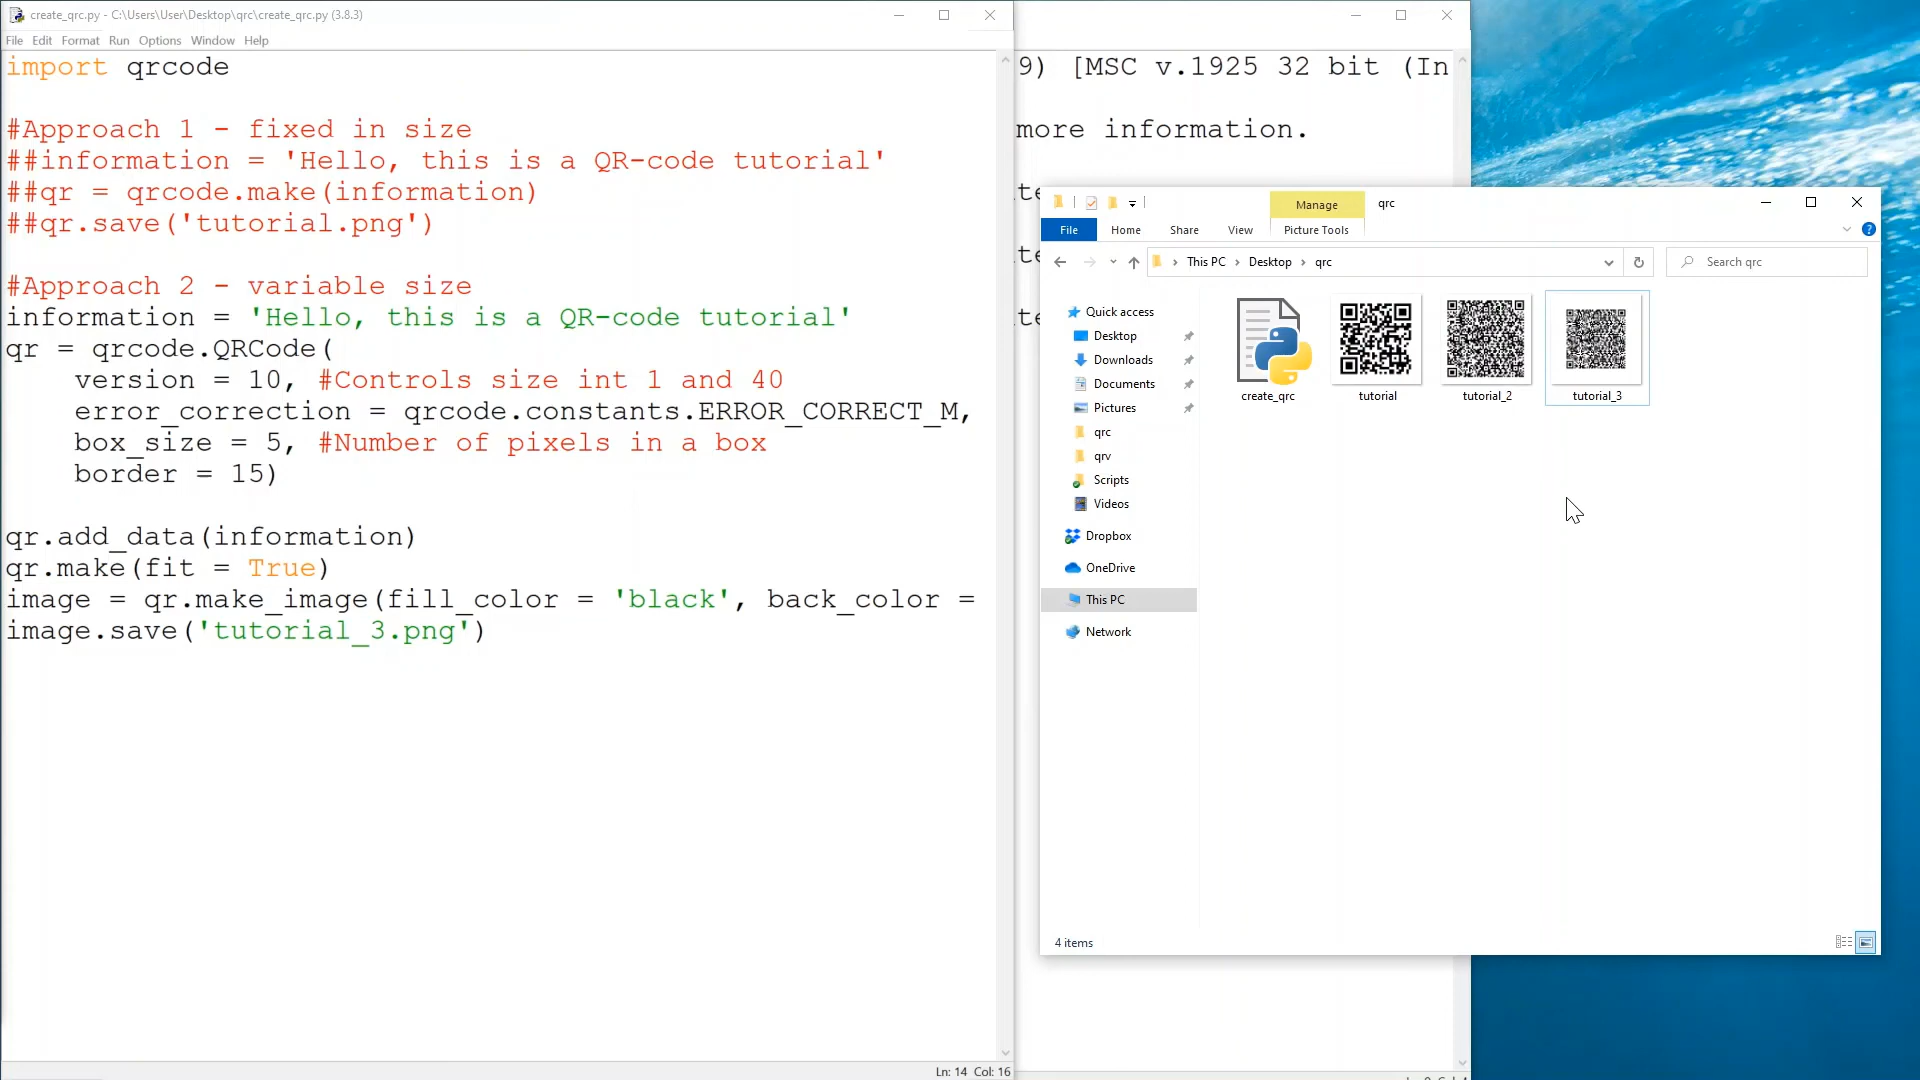 create_qrc.py - C:\Users\User\Desktop\qrc\create_qrc.py (3.8.3)
File Edit Format Run Options Window Help
import qrcode
#Approach 1 - fixed in size
##information = 'Hello, this is a QR-code tutorial'
##qr = qrcode.make(information)
##qr.save('tutorial.png')
#Approach 2 - variable size
information = 'Hello, this is a QR-code tutorial'
qr = qrcode.QRCode(
version = 10, #Controls size int 1 and 40
error_correction = qrcode.constants.ERROR_CORRECT_M,
box_size = 5, #Number of pixels in a box
border = 15)
qr.add_data(information)
qr.make(fit = True)
image = qr.make_image(fill_color = 'black', back_color =
image.save('tutorial_3.png')
Ln: 14 Col: 16
9) [MSC v.1925 32 bit (In
more information.
Manage
qrc
File Home Share View Picture Tools
This PC
Desktop
qrc
Search qrc
Quick access
Desktop
Downloads
Documents
Pictures
qrc
qrv
Scripts
Videos
Dropbox
OneDrive
This PC
Network
create_qrc
tutorial
tutorial_2
tutorial_3
4 items